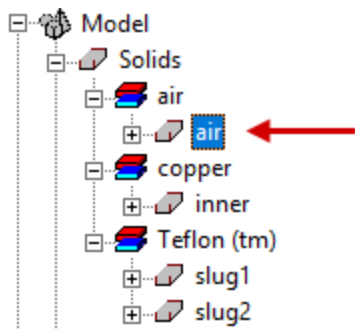 Model
Solids
air
air
copper
inner
Teflon (tm)
slug1
slug2